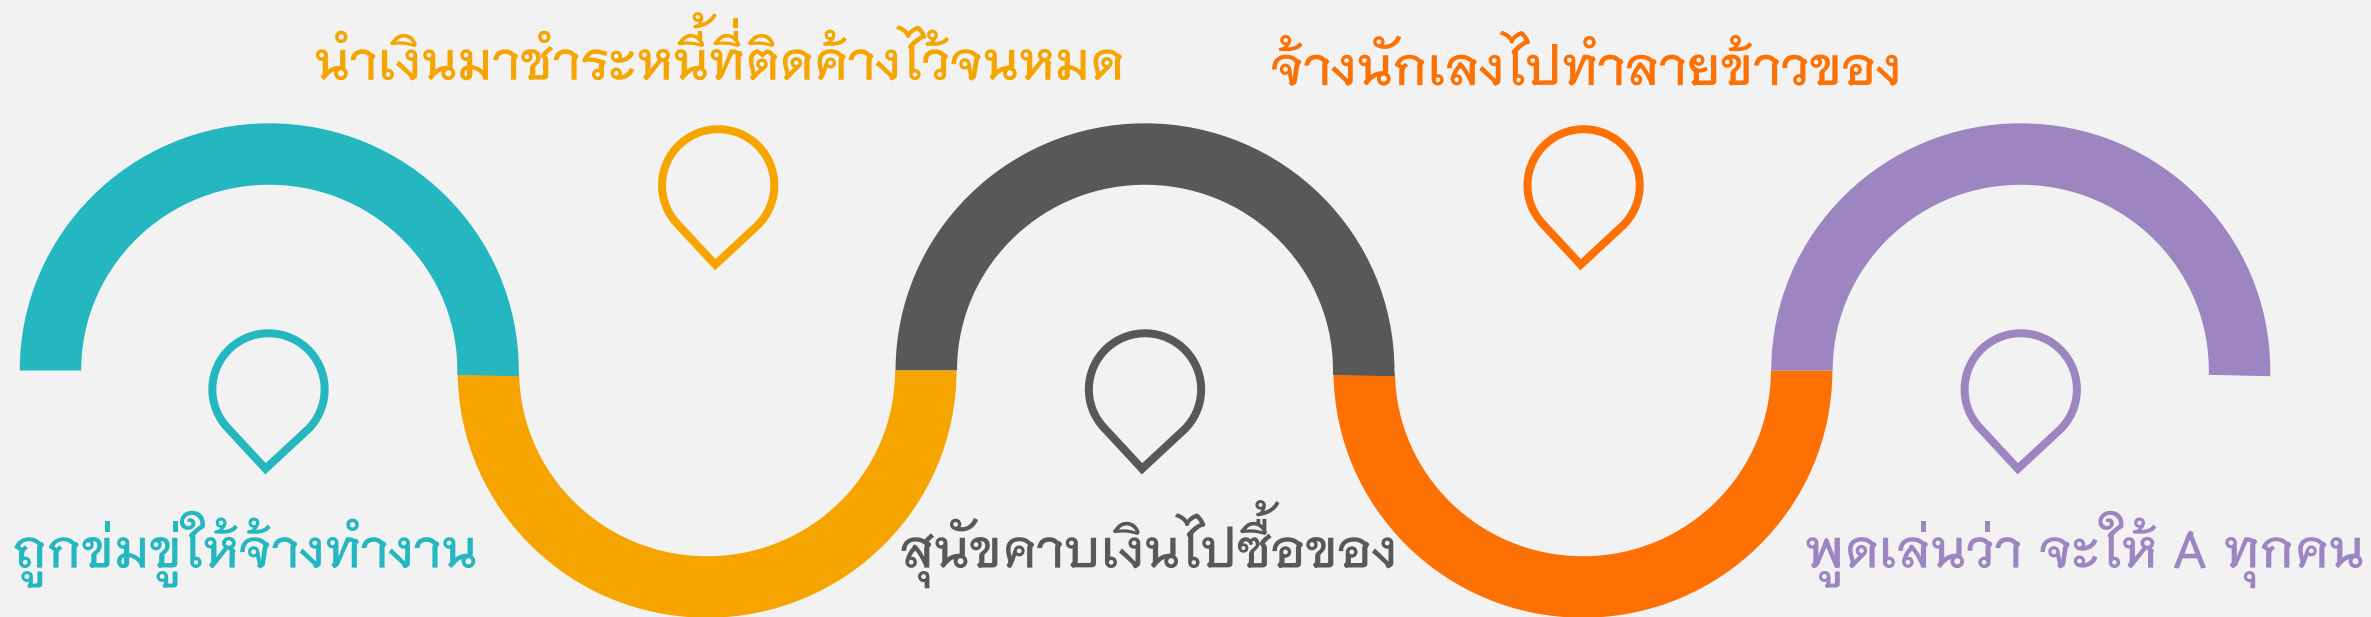 นำเงินมาชำระหนี้ที่ติดค้างไว้จนหมด
จ้างนักเลงไปทำลายข้าวของ
ถูกข่มขู่ให้จ้างทำงาน
สุนัขคาบเงินไปซื้อของ
พูดเล่นว่า จะให้ A ทุกคน